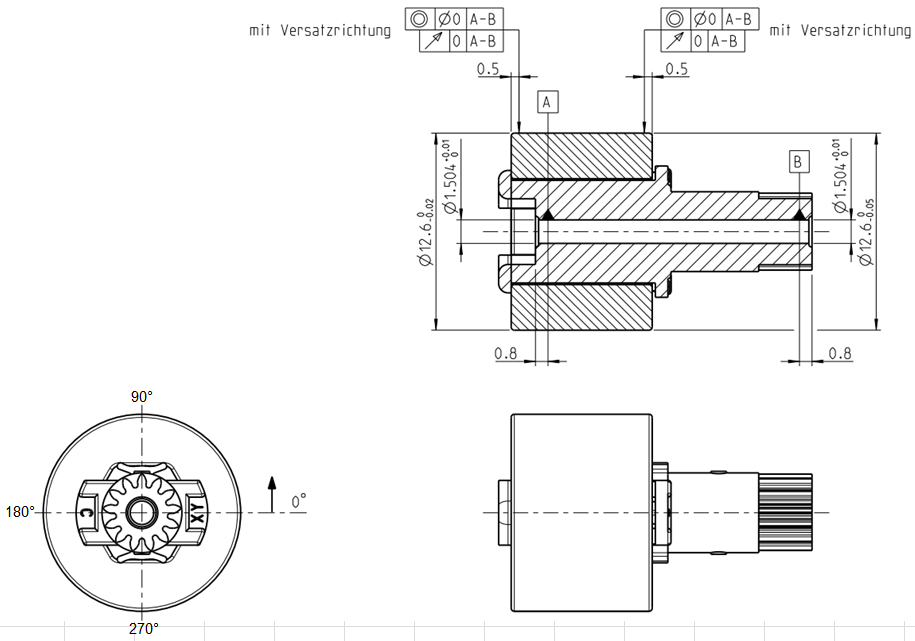 mit Versatzrichtung
◎ Ø0 A-B
↗ 0 A-B
◎ Ø0 A-B
↗ 0 A-B
mit Versatzrichtung
0.5
0.5
A
B
Ø1.504 +0.01 0
Ø12.6 0 -0.02
Ø1.504 +0.01 0
Ø12.6 0 -0.05
0.8
0.8
90°
180°
0°
C
XY
270°